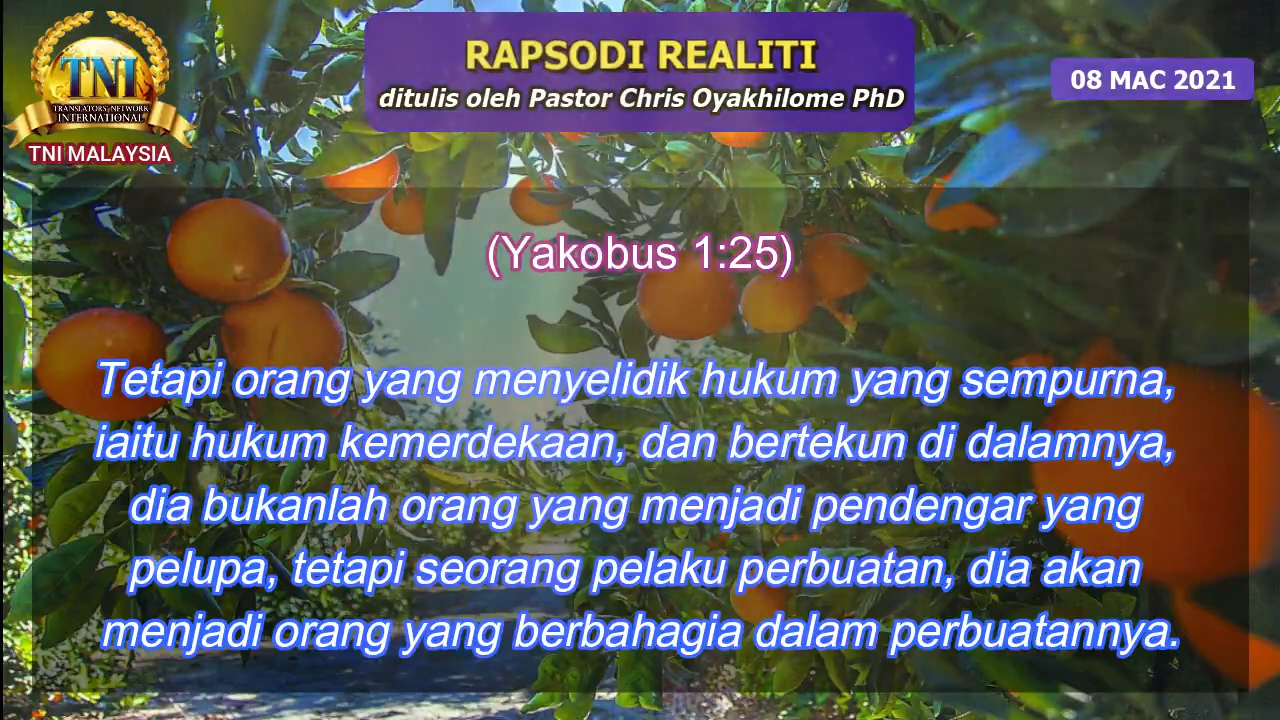 TNI
TRANSLATORS NETWORK
INTERNATIONAL
TNI MALAYSIA
RAPSODI REALITI
ditulis oleh Pastor Chris Oyakhilome PhD
08 MAC 2021
(Yakobus 1:25)
Tetapi orang yang menyelidik hukum yang sempurna,
iaitu hukum kemerdekaan, dan bertekun di dalamnya,
dia bukanlah orang yang menjadi pendengar yang
pelupa, tetapi seorang pelaku perbuatan, dia akan
menjadi orang yang berbahagia dalam perbuatannya.